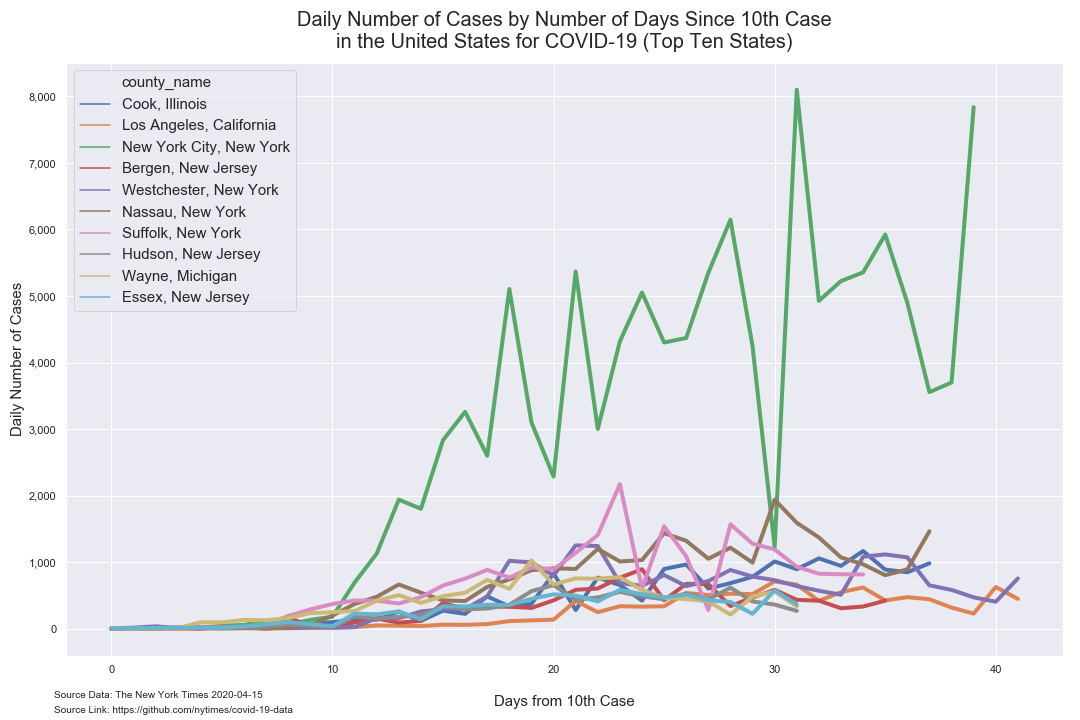 Daily Number of Cases by Number of Days Since 10th Case
in the United States for COVID-19 (Top Ten States)
county_name
Cook, Illinois
Los Angeles, California
New York City, New York
Bergen, New Jersey
Westchester, New York
Nassau, New York
Suffolk, New York
Hudson, New Jersey
Wayne, Michigan
Essex, New Jersey
Daily Number of Cases
8,000
7,000
6,000
5,000
4,000
3,000
2,000
1,000
0
0 10 20 30 40
Days from 10th Case
Source Data: The New York Times 2020-04-15
Source Link: https://github.com/nytimes/covid-19-data